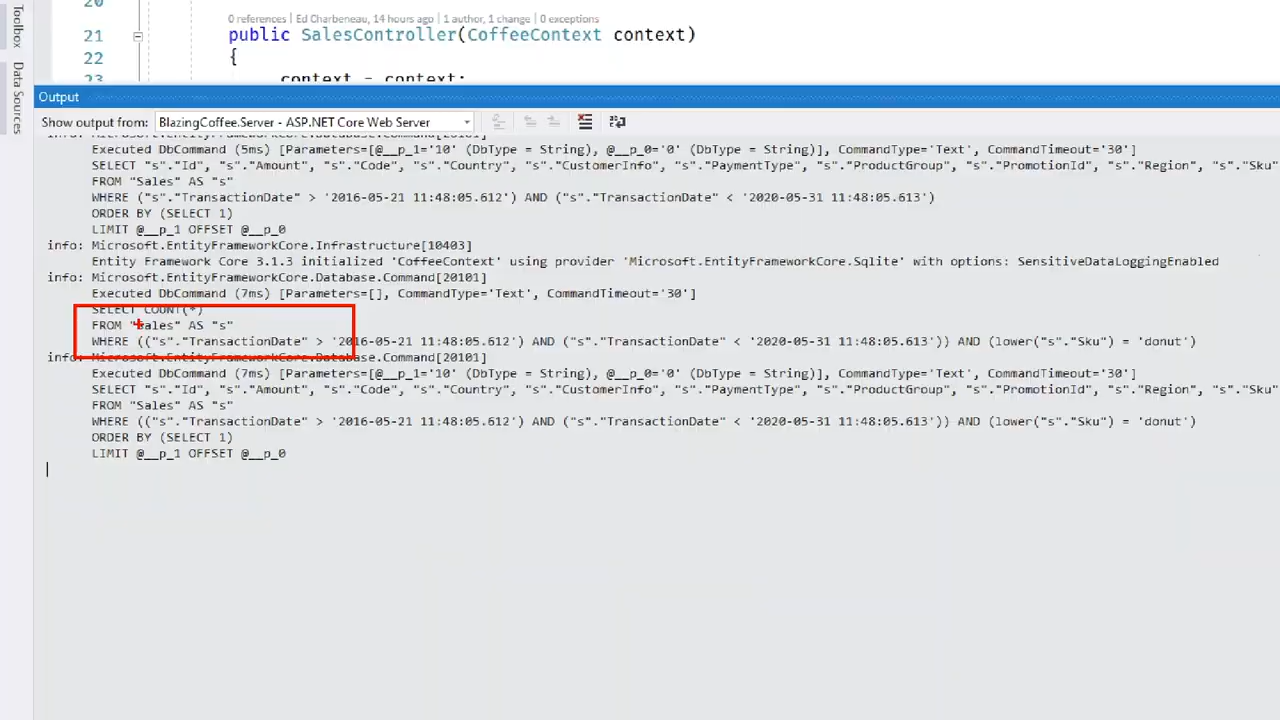 Toolbox
Data Sources
20
0 references | Ed Charbeneau, 14 hours ago | 1 author, 1 change | 0 exceptions
21 public SalesController(CoffeeContext context)
22 {
23 context = context;
Output
Show output from: BlazingCoffee.Server - ASP.NET Core Web Server
info: Microsoft.EntityFrameworkCore.Database.Command[20101]
Executed DbCommand (5ms) [Parameters=[@__p_1='10' (DbType = String), @__p_0='0' (DbType = String)], CommandType='Text', CommandTimeout='30']
SELECT "s"."Id", "s"."Amount", "s"."Code", "s"."Country", "s"."CustomerInfo", "s"."PaymentType", "s"."ProductGroup", "s"."PromotionId", "s"."Region", "s"."Sku"
FROM "Sales" AS "s"
WHERE ("s"."TransactionDate" > '2016-05-21 11:48:05.612') AND ("s"."TransactionDate" < '2020-05-31 11:48:05.613')
ORDER BY (SELECT 1)
LIMIT @__p_1 OFFSET @__p_0
info: Microsoft.EntityFrameworkCore.Infrastructure[10403]
Entity Framework Core 3.1.3 initialized 'CoffeeContext' using provider 'Microsoft.EntityFrameworkCore.Sqlite' with options: SensitiveDataLoggingEnabled
info: Microsoft.EntityFrameworkCore.Database.Command[20101]
Executed DbCommand (7ms) [Parameters=[], CommandType='Text', CommandTimeout='30']
SELECT COUNT(*)
FROM "Sales" AS "s"
WHERE (("s"."TransactionDate" > '2016-05-21 11:48:05.612') AND ("s"."TransactionDate" < '2020-05-31 11:48:05.613')) AND (lower("s"."Sku") = 'donut')
info: Microsoft.EntityFrameworkCore.Database.Command[20101]
Executed DbCommand (7ms) [Parameters=[@__p_1='10' (DbType = String), @__p_0='0' (DbType = String)], CommandType='Text', CommandTimeout='30']
SELECT "s"."Id", "s"."Amount", "s"."Code", "s"."Country", "s"."CustomerInfo", "s"."PaymentType", "s"."ProductGroup", "s"."PromotionId", "s"."Region", "s"."Sku"
FROM "Sales" AS "s"
WHERE (("s"."TransactionDate" > '2016-05-21 11:48:05.612') AND ("s"."TransactionDate" < '2020-05-31 11:48:05.613')) AND (lower("s"."Sku") = 'donut')
ORDER BY (SELECT 1)
LIMIT @__p_1 OFFSET @__p_0